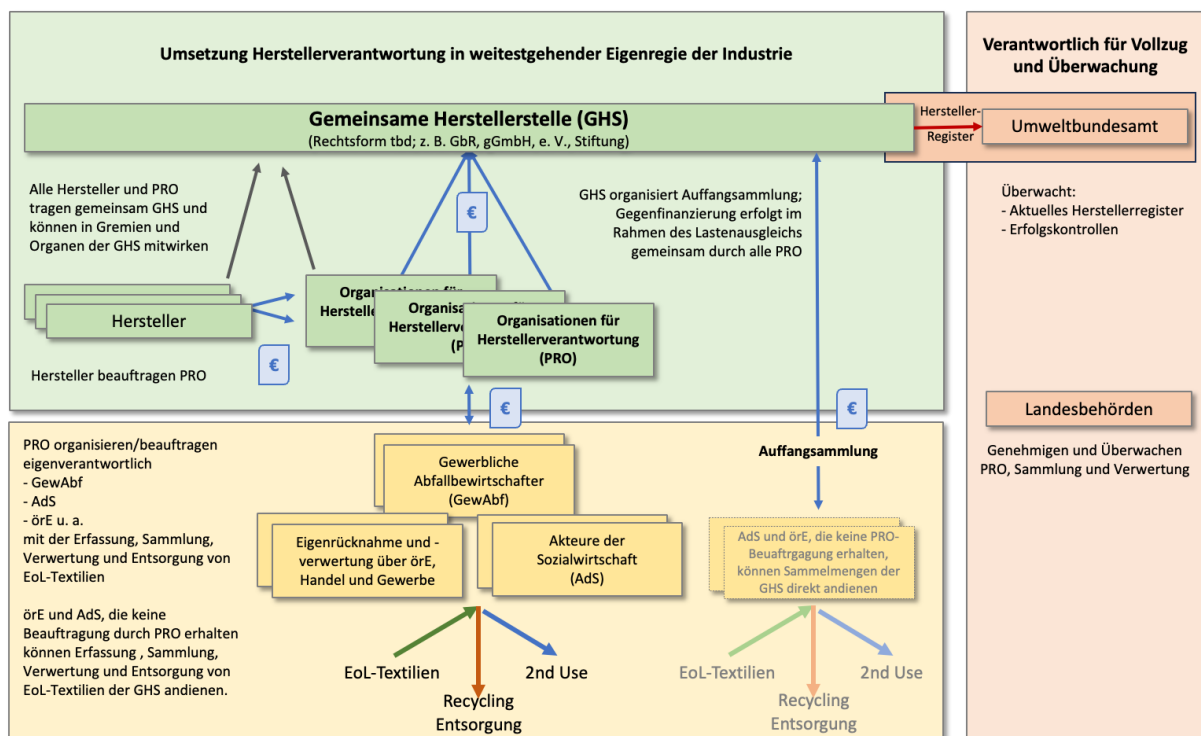 Umsetzung Herstellerverantwortung in weitestgehender Eigenregie der Industrie
Gemeinsame Herstellerstelle (GHS)
(Rechtsform tbd; z. B. GbR, gGmbH, e. V., Stiftung)
Alle Hersteller und PRO
tragen gemeinsam GHS und
können in Gremien und
Organen der GHS mitwirken
€
GHS organisiert Auffangsammlung;
Gegenfinanzierung erfolgt im
Rahmen des Lastenausgleichs
gemeinsam durch alle PRO
Hersteller
Organisationen für
Organisationen für
Organisationen für
Herstellerverantwortung
(PRO)
€
Hersteller beauftragen PRO
€
€
Verantwortlich für Vollzug
und Überwachung
Hersteller-
Register
Umweltbundesamt
Überwacht:
- Aktuelles Herstellerregister
- Erfolgskontrollen
Landesbehörden
Genehmigen und Überwachen
PRO, Sammlung und Verwertung
PRO organisieren/beauftragen
eigenverantwortlich
- GewAbf
- AdS
- örE u. a.
mit der Erfassung, Sammlung,
Verwertung und Entsorgung von
EoL-Textilien
örE und AdS, die keine
Beauftragung durch PRO erhalten
können Erfassung , Sammlung,
Verwertung und Entsorgung von
EoL-Textilien der GHS andienen.
Gewerbliche
Abfallbewirtschafter
(GewAbf)
Eigenrücknahme und -
verwertung über örE,
Handel und Gewerbe
Akteure der
Sozialwirtschaft
(AdS)
EoL-Textilien
2nd Use
Recycling
Entsorgung
Auffangsammlung
AdS und örE, die keine PRO-
Beuaftrgagung erhalten,
können Sammelmengen der
GHS direkt andienen
EoL-Textilien
2nd Use
Recycling
Entsorgung